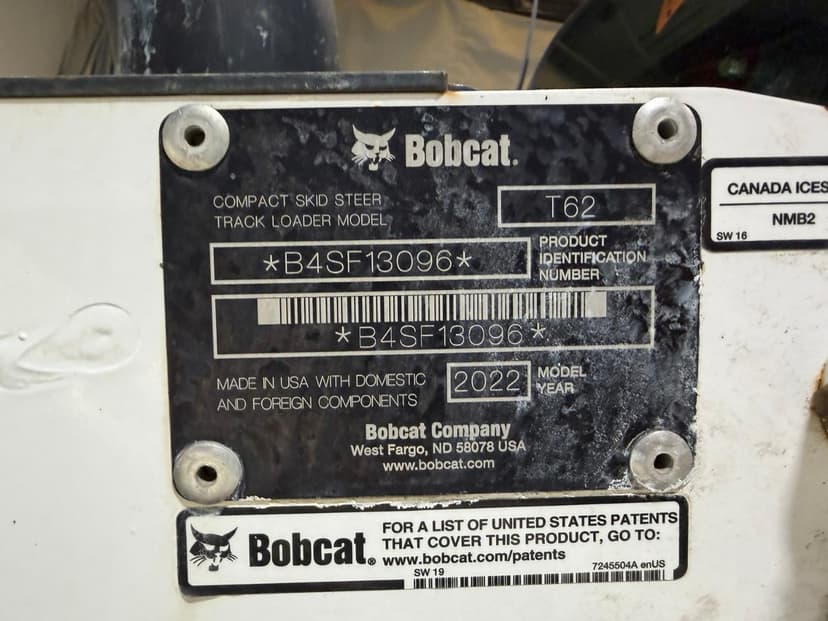 Bobcat.
COMPACT SKID STEER
TRACK LOADER MODEL
T62
*B4SF13096*
PRODUCT
IDENTIFICATION
NUMBER
*B4SF13096*
MADE IN USA WITH DOMESTIC
AND FOREIGN COMPONENTS
2022
MODEL
YEAR
Bobcat Company
West Fargo, ND 58078 USA
www.bobcat.com
CANADA ICES
NMB2
SW 16
Bobcat®
FOR A LIST OF UNITED STATES PATENTS
THAT COVER THIS PRODUCT, GO TO:
www.bobcat.com/patents
SW 19
7245504A enUS